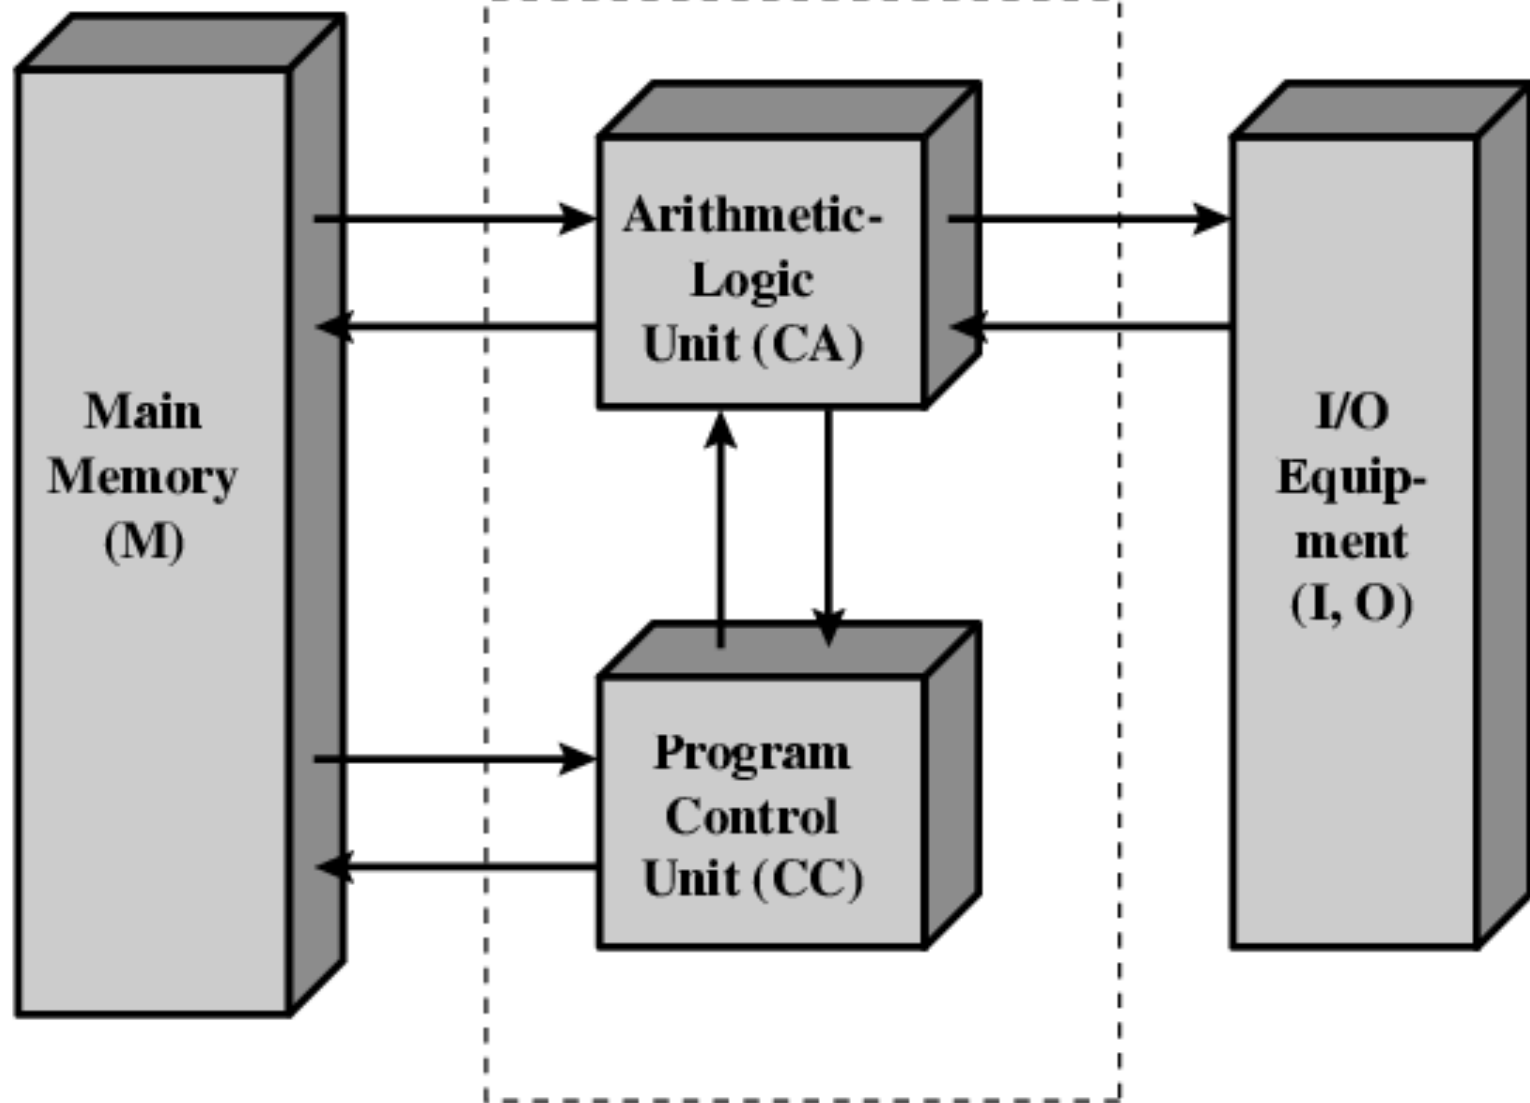 Main
Memory
(M)
Arithmetic-
Logic
Unit (CA)
Program
Control
Unit (CC)
I/O
Equip-
ment
(I, O)